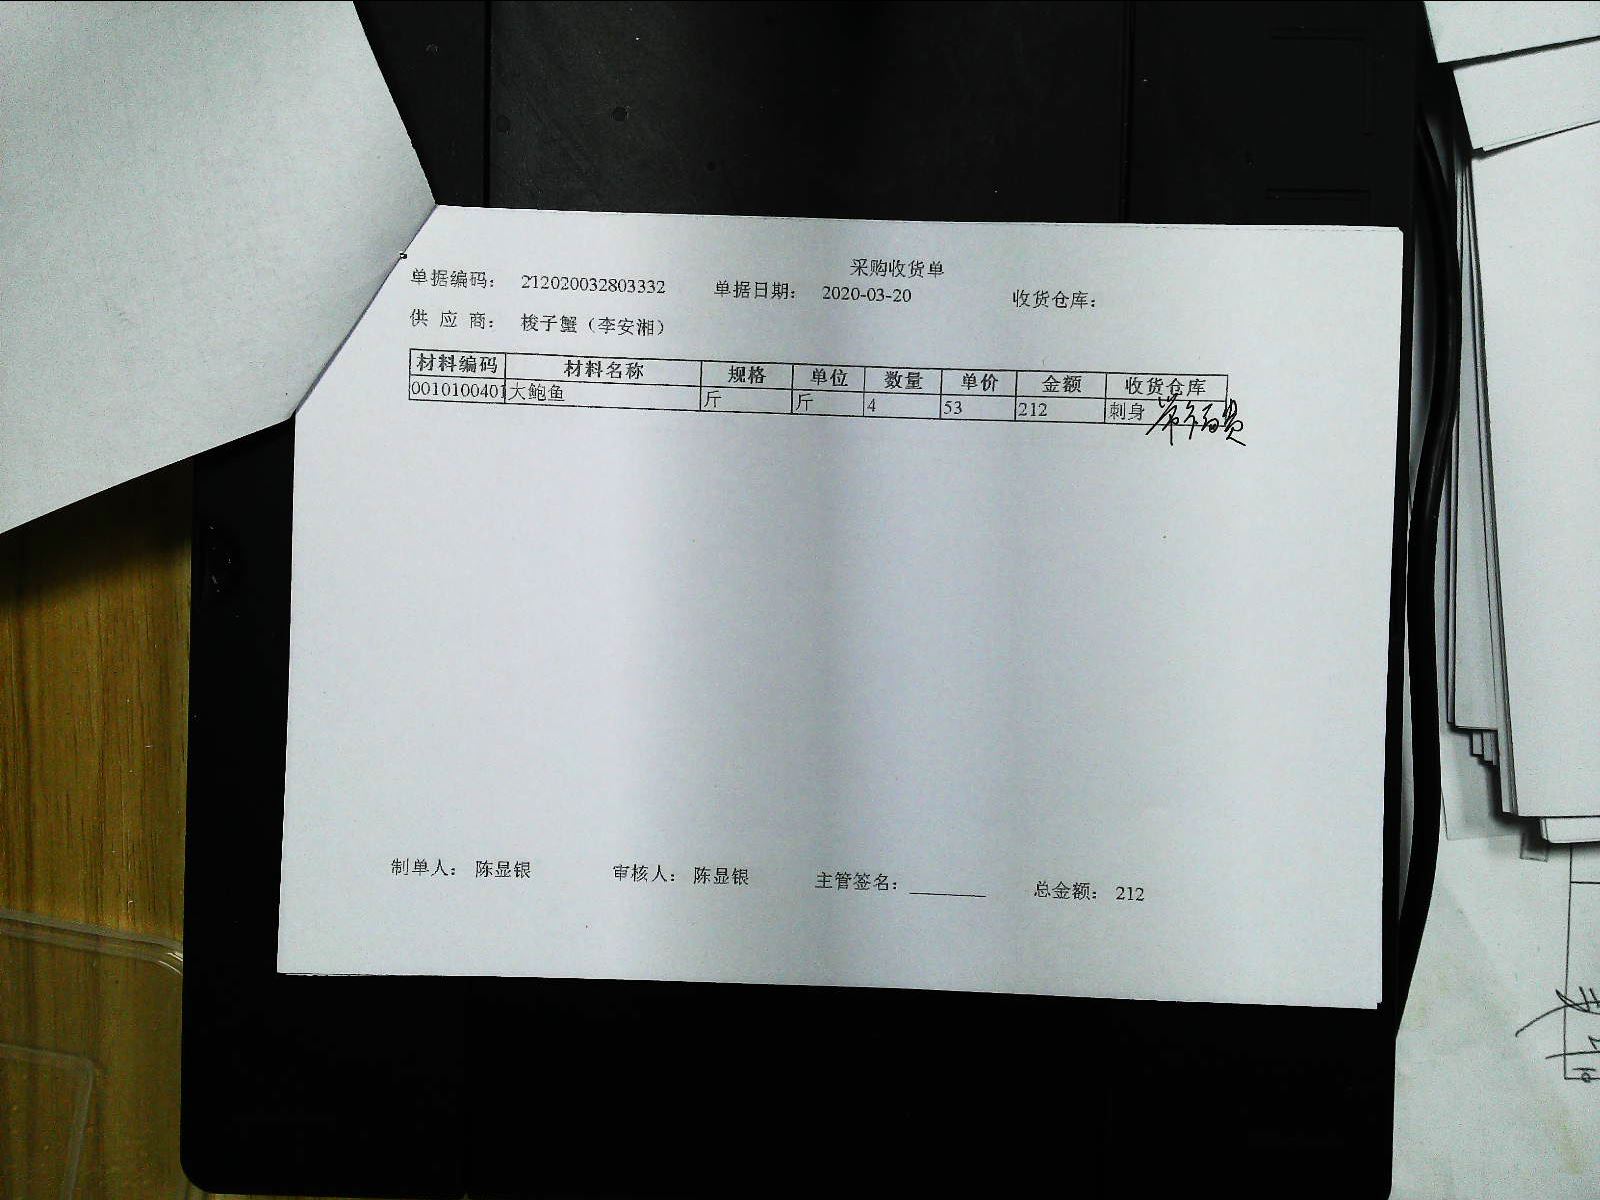 采购收货单
单据编码： 212020032803332 单据日期： 2020-03-20 收货仓库：
供 应 商： 梭子蟹（李安湘）
材料编码 材料名称 规格 单位 数量 单价 金额 收货仓库
0010100401 大鲍鱼 斤 斤 4 53 212 刺身
制单人： 陈显银 审核人： 陈显银 主管签名： 总金额： 212